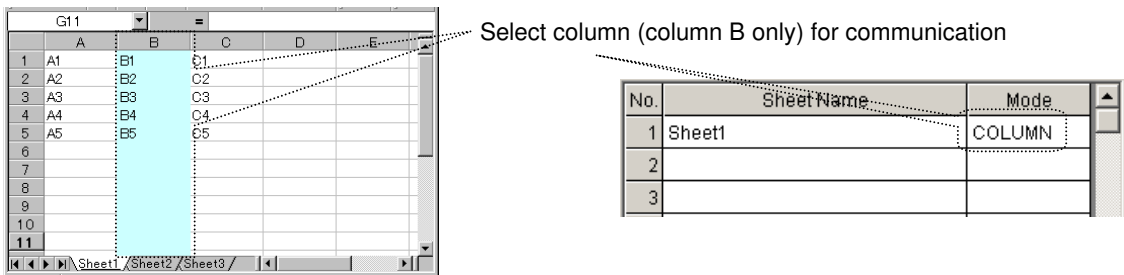 Select column (column B only) for communication
G11 =
A B C D E
1 A1 B1 C1
2 A2 B2 C2
3 A3 B3 C3
4 A4 B4 C4
5 A5 B5 C5
6
7
8
9
10
11
Sheet1 Sheet2 Sheet3
No. Sheet Name Mode
1 Sheet1 COLUMN
2
3